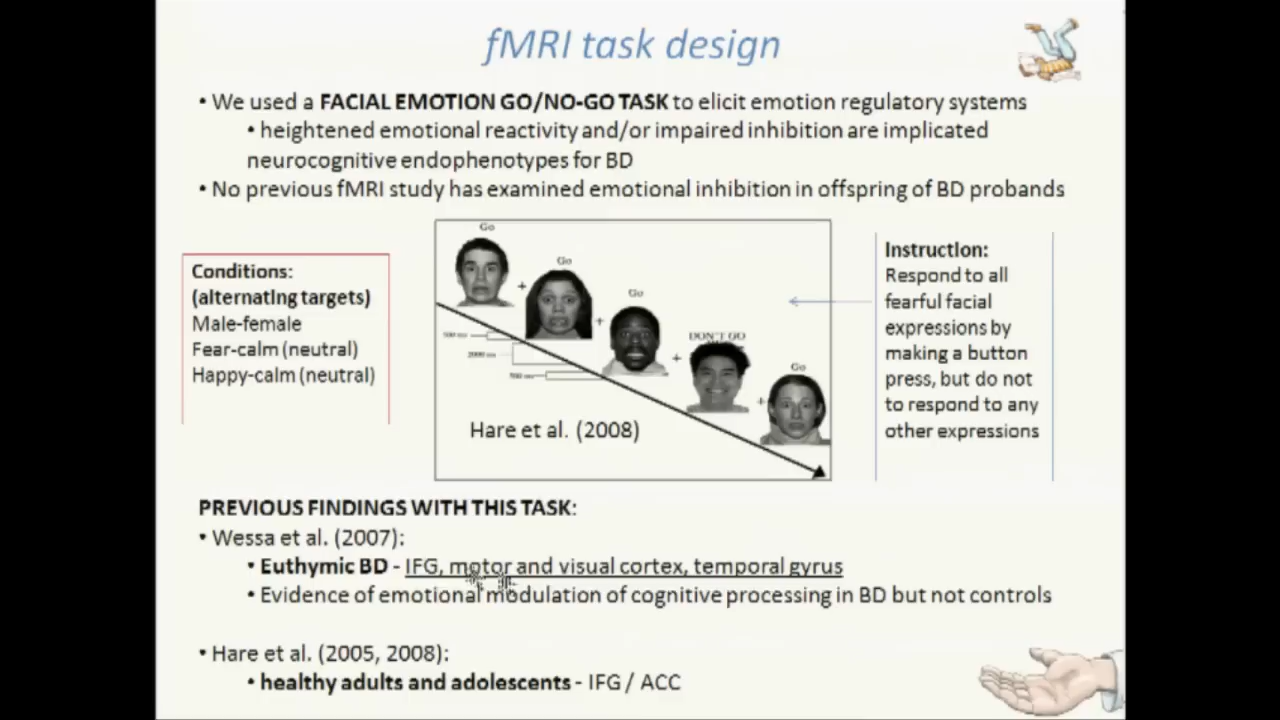 fMRI task design
• We used a FACIAL EMOTION GO/NO-GO TASK to elicit emotion regulatory systems
• heightened emotional reactivity and/or impaired inhibition are implicated
neurocognitive endophenotypes for BD
• No previous fMRI study has examined emotional inhibition in offspring of BD probands
Conditions:
(alternating targets)
Male-female
Fear-calm (neutral)
Happy-calm (neutral)
Go
Go
Go
DON'T GO
Go
+
+
+
+
2000 ms
Hare et al. (2008)
Instruction:
Respond to all
fearful facial
expressions by
making a button
press, but do not
to respond to any
other expressions
PREVIOUS FINDINGS WITH THIS TASK:
• Wessa et al. (2007):
• Euthymic BD - IFG, motor and visual cortex, temporal gyrus
• Evidence of emotional modulation of cognitive processing in BD but not controls
• Hare et al. (2005, 2008):
• healthy adults and adolescents - IFG / ACC